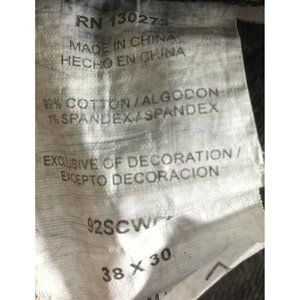 RN 130273
MADE IN CHINA
HECHO EN CHINA
99% COTTON / ALGODON
1% SPANDEX / SPANDEX
EXCLUSIVE OF DECORATION /
EXCEPTO DECORACION
38 X 30